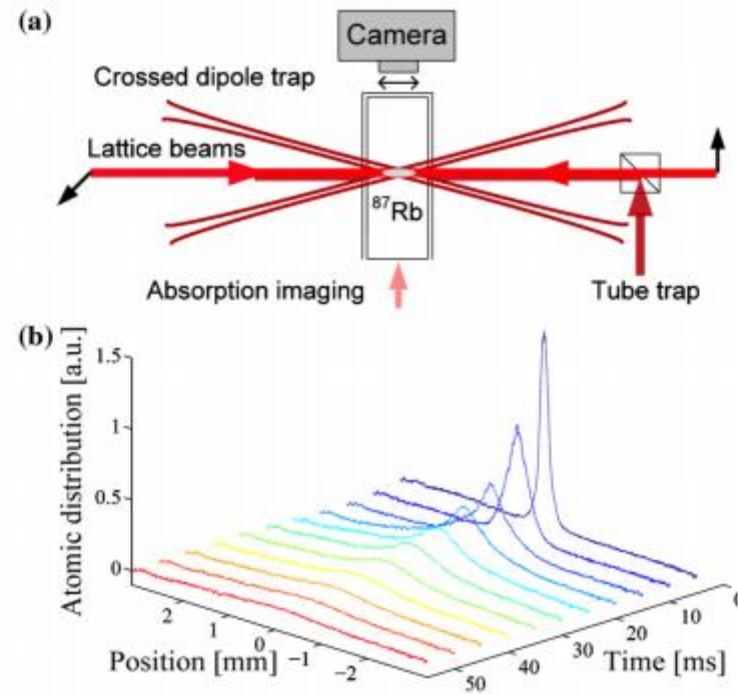 (a)
Camera
Crossed dipole trap
Lattice beams
87Rb
Absorption imaging
Tube trap
(b)
Atomic distribution [a.u.]
1.5
1
0.5
0
2
1
0
−1
−2
Position [mm]
50
40
30
20
10
Time [ms]